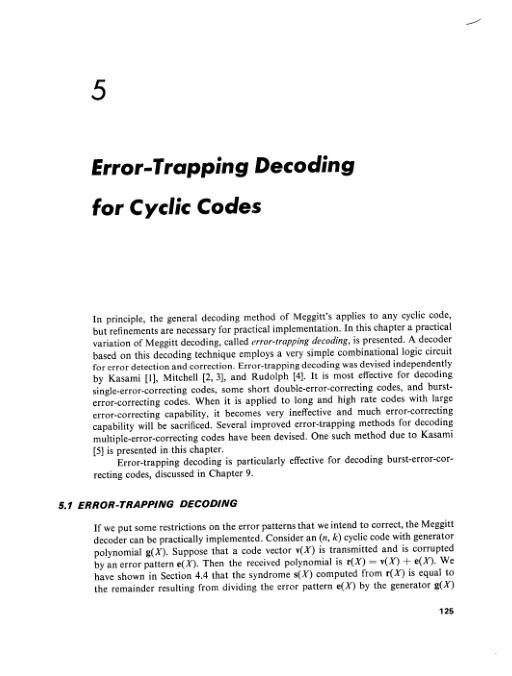 5
Error-Trapping Decoding
for Cyclic Codes
In principle, the general decoding method of Meggitt's applies to any cyclic code,
but refinements are necessary for practical implementation. In this chapter a practical
variation of Meggitt decoding, called error-trapping decoding, is presented. A decoder
based on this decoding technique employs a very simple combinational logic circuit
for error detection and correction. Error-trapping decoding was devised independently
by Kasami [1], Mitchell [2, 3], and Rudolph [4]. It is most effective for decoding
single-error-correcting codes, some short double-error-correcting codes, and burst-
error-correcting codes. When it is applied to long and high rate codes with large
error-correcting capability, it becomes very ineffective and much error-correcting
capability will be sacrificed. Several improved error-trapping methods for decoding
multiple-error-correcting codes have been devised. One such method due to Kasami
[5] is presented in this chapter.
Error-trapping decoding is particularly effective for decoding burst-error-cor-
recting codes, discussed in Chapter 9.
5.1 ERROR-TRAPPING DECODING
If we put some restrictions on the error patterns that we intend to correct, the Meggitt
decoder can be practically implemented. Consider an (n, k) cyclic code with generator
polynomial g(X). Suppose that a code vector v(X) is transmitted and is corrupted
by an error pattern e(X). Then the received polynomial is r(X) = v(X) + e(X). We
have shown in Section 4.4 that the syndrome s(X) computed from r(X) is equal to
the remainder resulting from dividing the error pattern e(X) by the generator g(X)
125